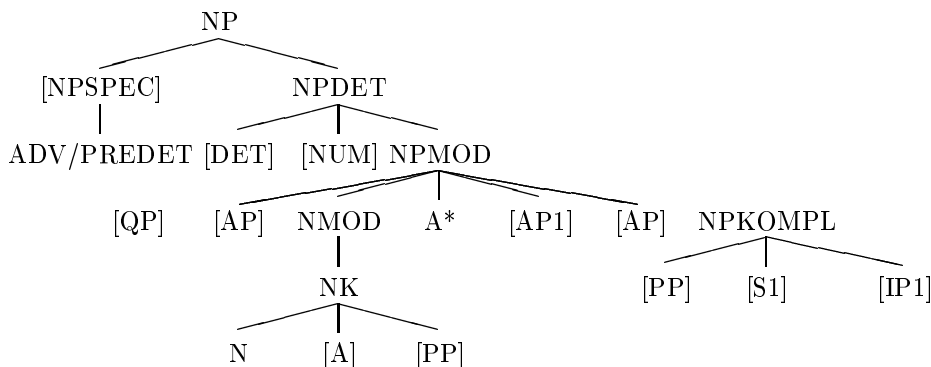 NP
[NPSPEC] NPDET
ADV/PREDET [DET] [NUM] NPMOD
[QP] [AP] NMOD A* [AP1] [AP] NPKOMPL
NK [PP] [S1] [IP1]
N [A] [PP]